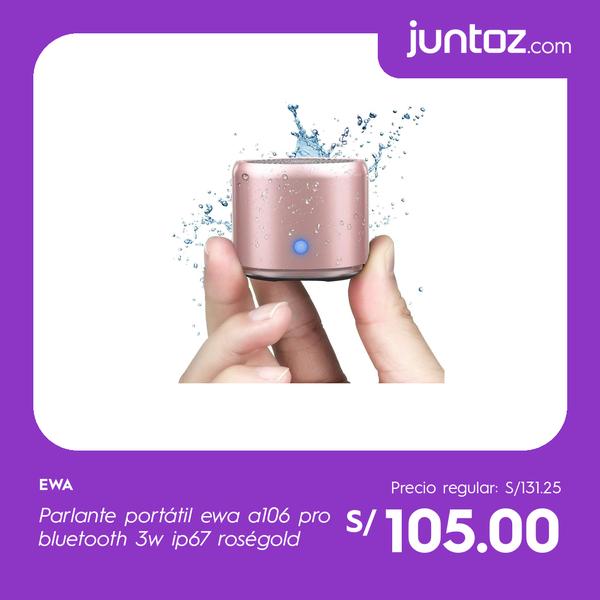 juntoz.com
EWA
Parlante portátil ewa a106 pro
bluetooth 3w ip67 roségold
Precio regular: S/131.25
S/105.00